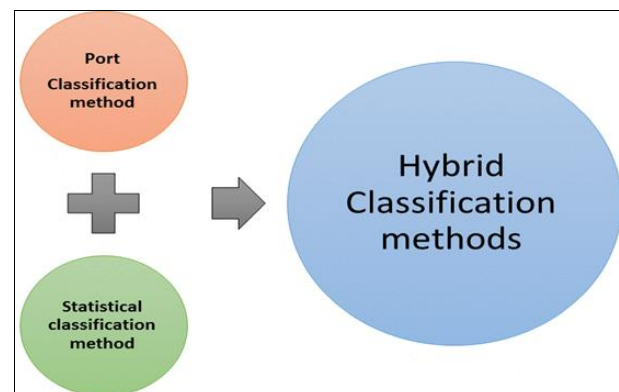 Port
Classification
method
Statistical
classification
method
Hybrid
Classification
methods